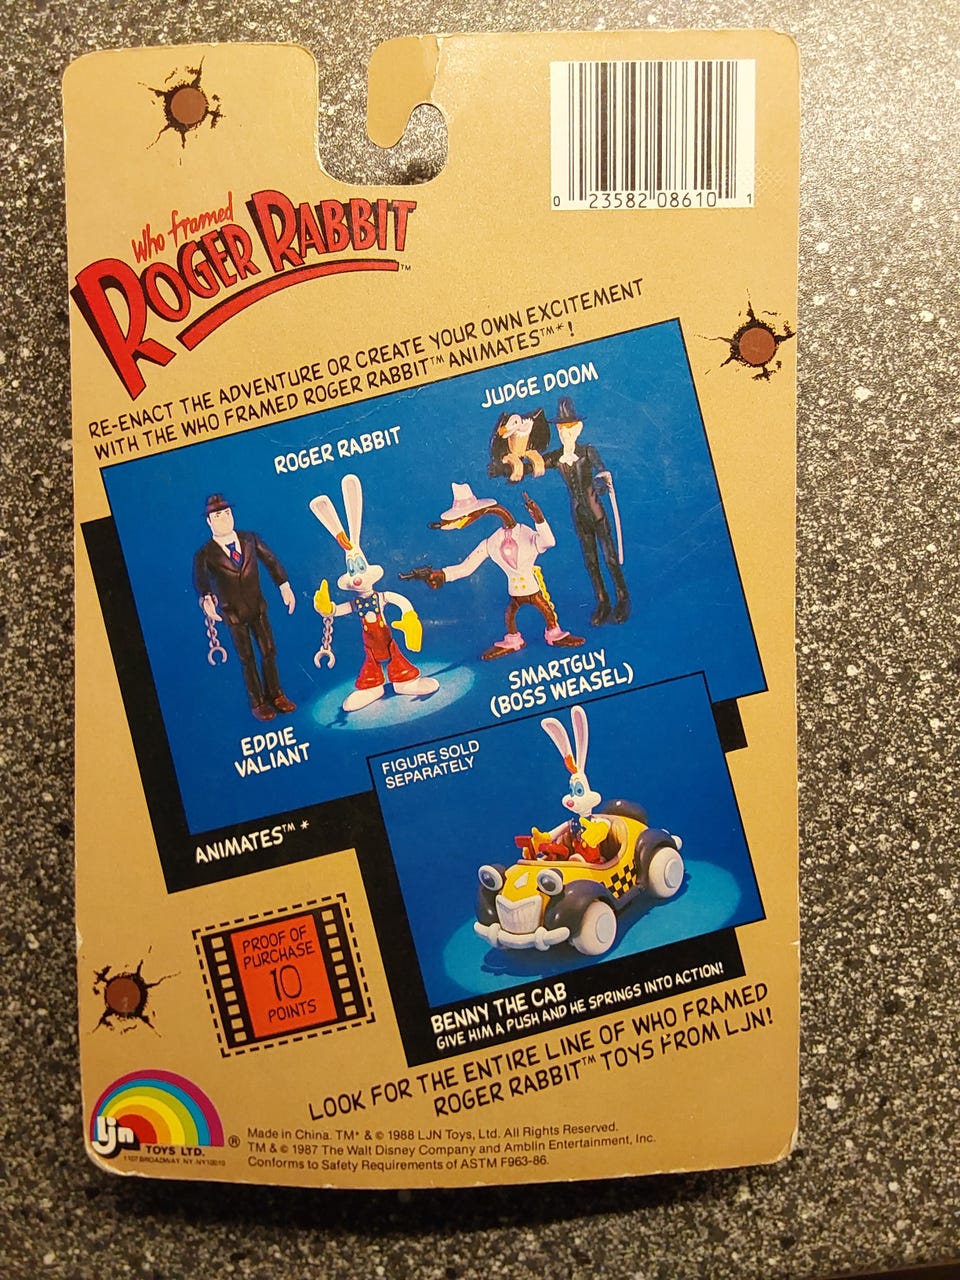 0 23582 08610 1
Who Framed
ROGER RABBIT™
RE-ENACT THE ADVENTURE OR CREATE YOUR OWN EXCITEMENT
WITH THE WHO FRAMED ROGER RABBIT™ ANIMATES™*!
JUDGE DOOM
ROGER RABBIT
SMARTGUY
(BOSS WEASEL)
EDDIE
VALIANT
FIGURE SOLD
SEPARATELY
ANIMATES™ *
PROOF OF
PURCHASE
10
POINTS
BENNY THE CAB
GIVE HIM A PUSH AND HE SPRINGS INTO ACTION!
LOOK FOR THE ENTIRE LINE OF WHO FRAMED
ROGER RABBIT™ TOYS FROM LJN!
ljn
TOYS LTD.
1107 BROADWAY NY NY10010
®
Made in China. TM* & © 1988 LJN Toys, Ltd. All Rights Reserved.
TM & © 1987 The Walt Disney Company and Amblin Entertainment, Inc.
Conforms to Safety Requirements of ASTM F963-86.